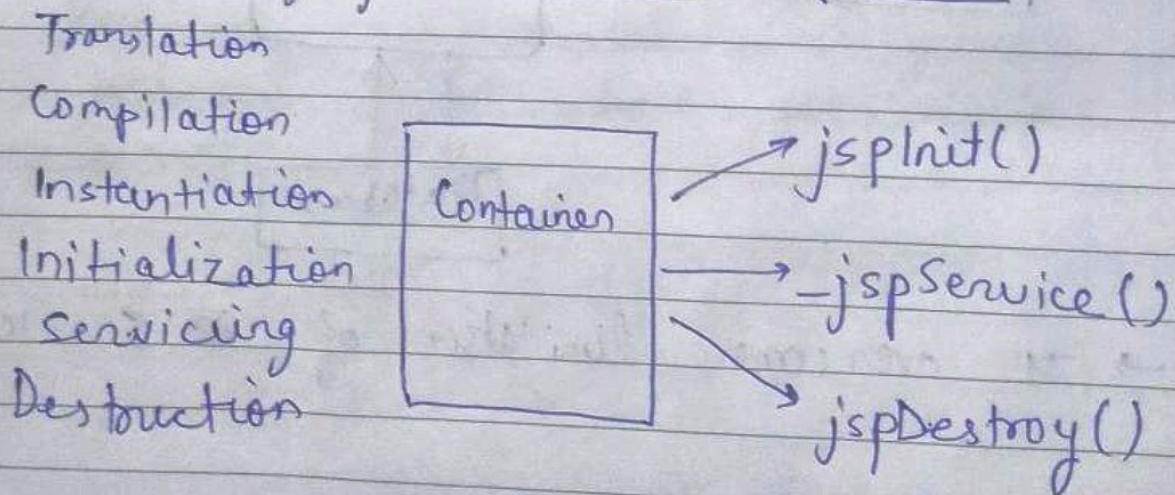 Translation
Compilation
Instantiation
Initialization
Servicing
Destruction
Container
jspInit()
_jspService()
jspDestroy()